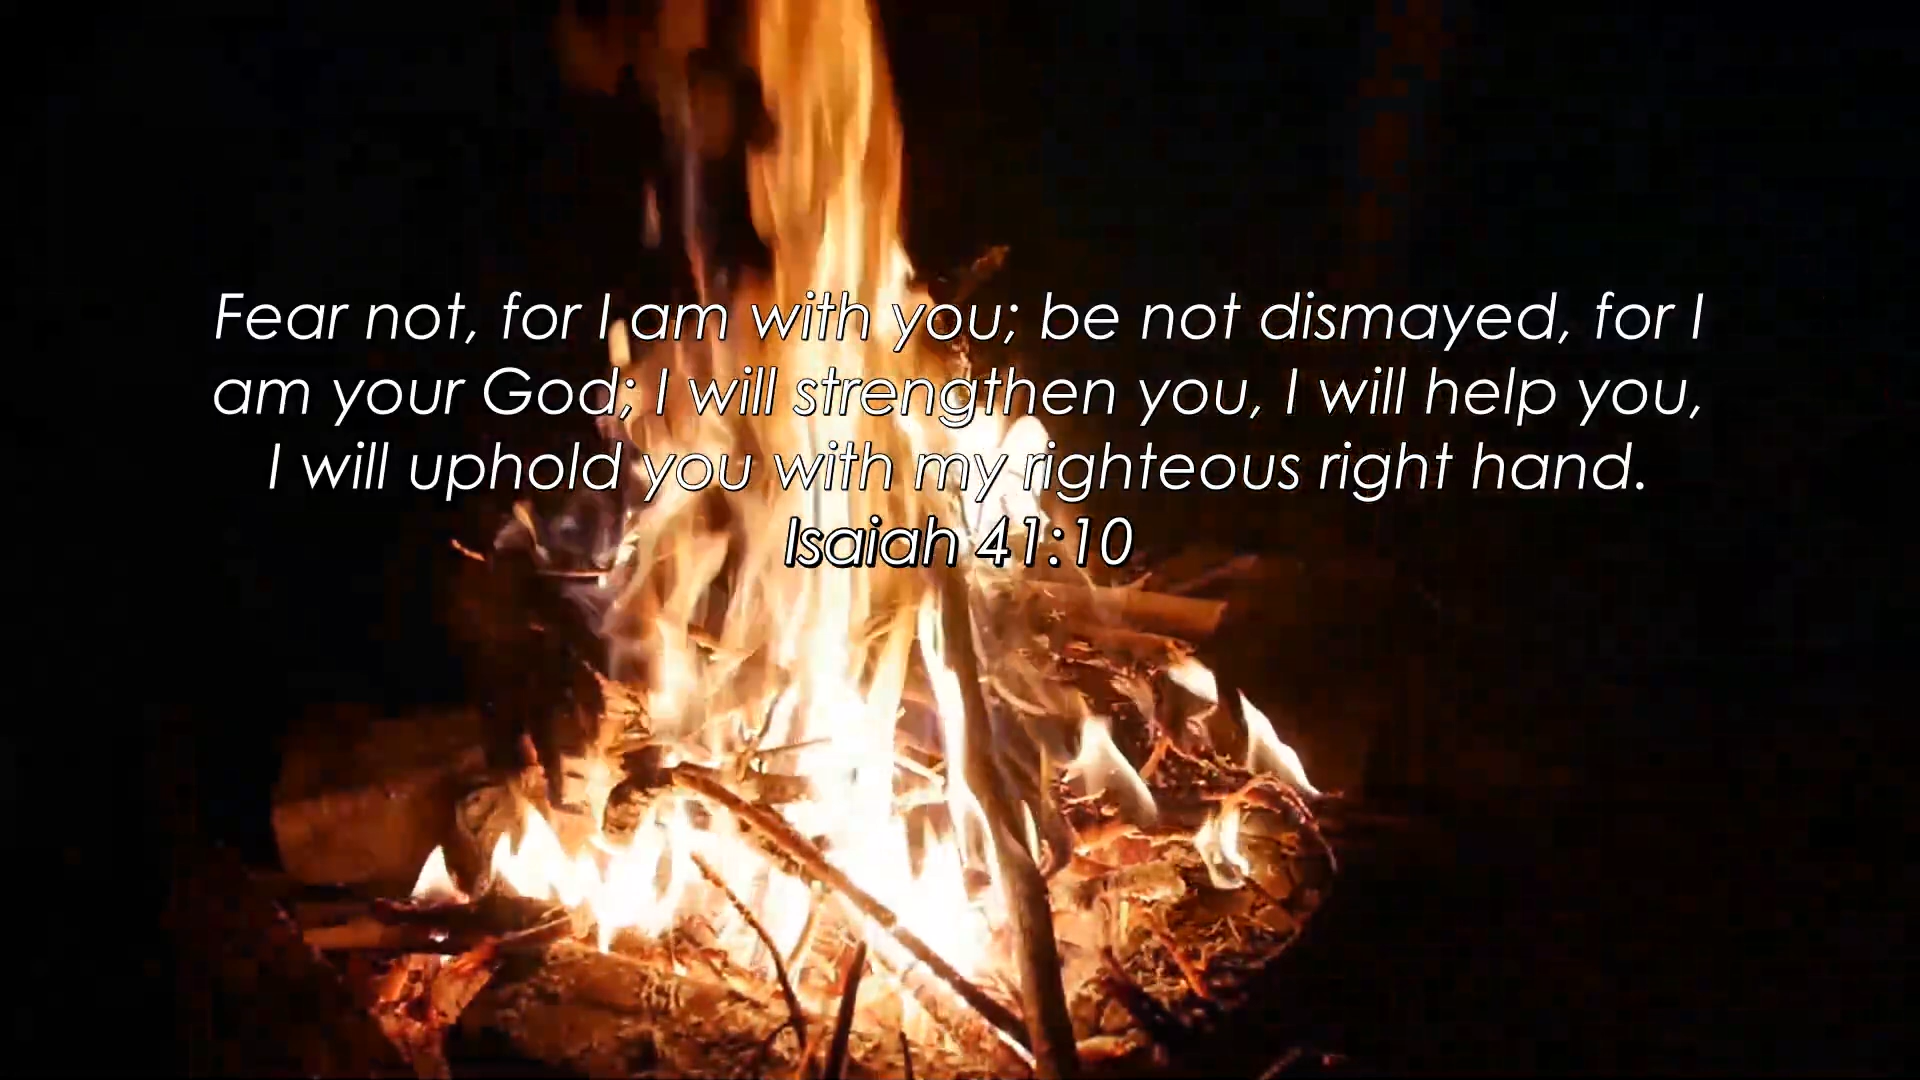 Fear not, for I am with you; be not dismayed, for I
am your God; I will strengthen you, I will help you,
I will uphold you with my righteous right hand.
Isaiah 41:10